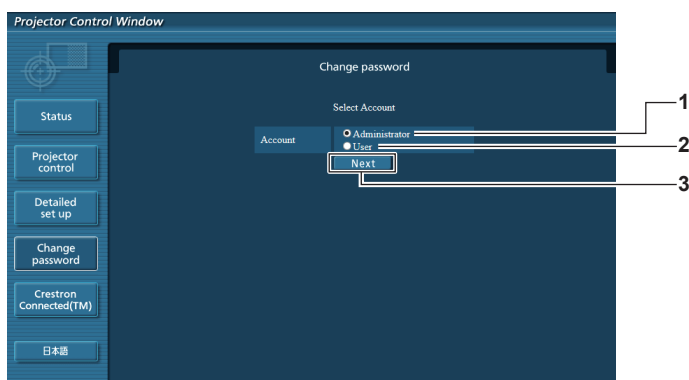 Projector Control Window
Change password
Select Account
Account
Administrator
User
Next
Status
Projector
control
Detailed
set up
Change
password
Crestron
Connected(TM)
日本語
1
2
3